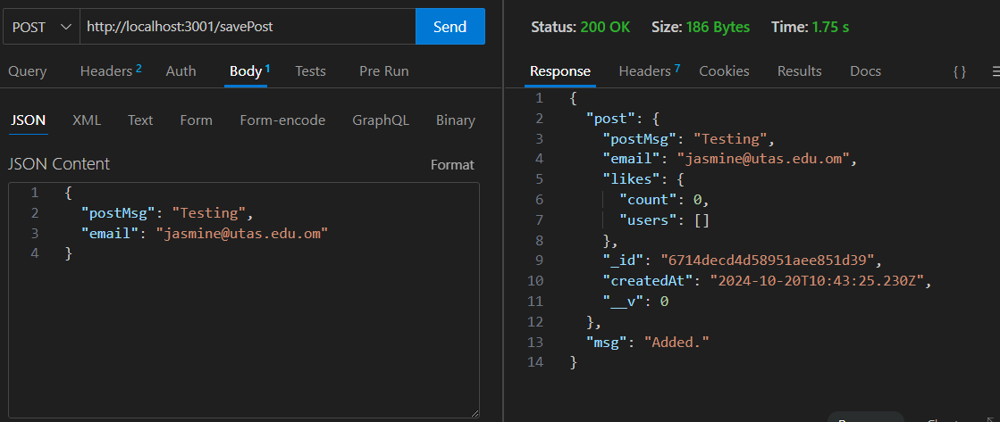 POST http://localhost:3001/savePost Send
Query Headers 2 Auth Body 1 Tests Pre Run
JSON XML Text Form Form-encode GraphQL Binary
JSON Content Format
1 {
2 "postMsg": "Testing",
3 "email": "jasmine@utas.edu.om"
4 }
Status: 200 OK Size: 186 Bytes Time: 1.75 s
Response Headers 7 Cookies Results Docs { }
1 {
2 "post": {
3 "postMsg": "Testing",
4 "email": "jasmine@utas.edu.om",
5 "likes": {
6 "count": 0,
7 "users": []
8 },
9 "_id": "6714decd4d58951aee851d39",
10 "createdAt": "2024-10-20T10:43:25.230Z",
11 "__v": 0
12 },
13 "msg": "Added."
14 }